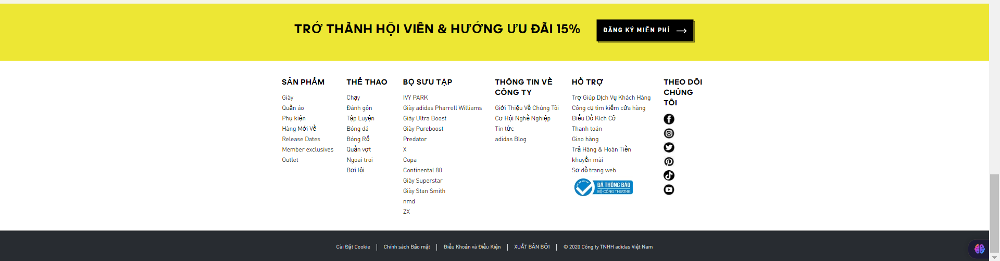 TRỞ THÀNH HỘI VIÊN & HƯỞNG ƯU ĐÃI 15%
ĐĂNG KÝ MIỄN PHÍ
SẢN PHẨM
Giày
Quần áo
Phụ kiện
Hàng Mới Về
Release Dates
Member exclusives
Outlet
THỂ THAO
Chạy
Đánh gôn
Tập Luyện
Bóng đá
Bóng Rổ
Quần vợt
Ngoai troi
Bơi lội
BỘ SƯU TẬP
IVY PARK
Giày adidas Pharrell Williams
Giày Ultra Boost
Giày Pureboost
Predator
X
Copa
Continental 80
Giày Superstar
Giày Stan Smith
nmd
ZX
THÔNG TIN VỀ
CÔNG TY
Giới Thiệu Về Chúng Tôi
Cơ Hội Nghề Nghiệp
Tin tức
adidas Blog
HỖ TRỢ
Trợ Giúp Dịch Vụ Khách Hàng
Công cụ tìm kiếm cửa hàng
Biểu Đồ Kích Cỡ
Thanh toán
Giao hàng
Trả Hàng & Hoàn Tiền
khuyến mãi
Sơ đồ trang web
ĐÃ THÔNG BÁO
BỘ CÔNG THƯƠNG
THEO DÕI
CHÚNG
TÔI
Cài Đặt Cookie
Chính sách Bảo mật
Điều Khoản và Điều Kiện
XUẤT BẢN BỞI
© 2020 Công ty TNHH adidas Việt Nam